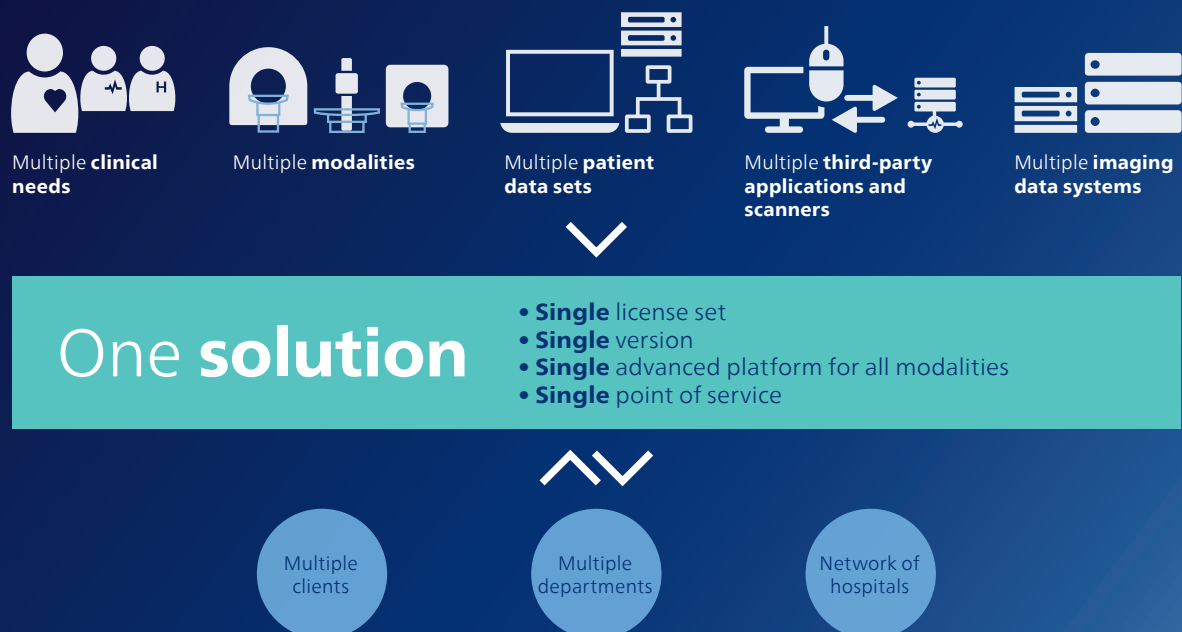 H
Multiple clinical
needs
Multiple modalities
Multiple patient
data sets
Multiple third-party
applications and
scanners
Multiple imaging
data systems
One solution
• Single license set
• Single version
• Single advanced platform for all modalities
• Single point of service
Multiple
clients
Multiple
departments
Network of
hospitals